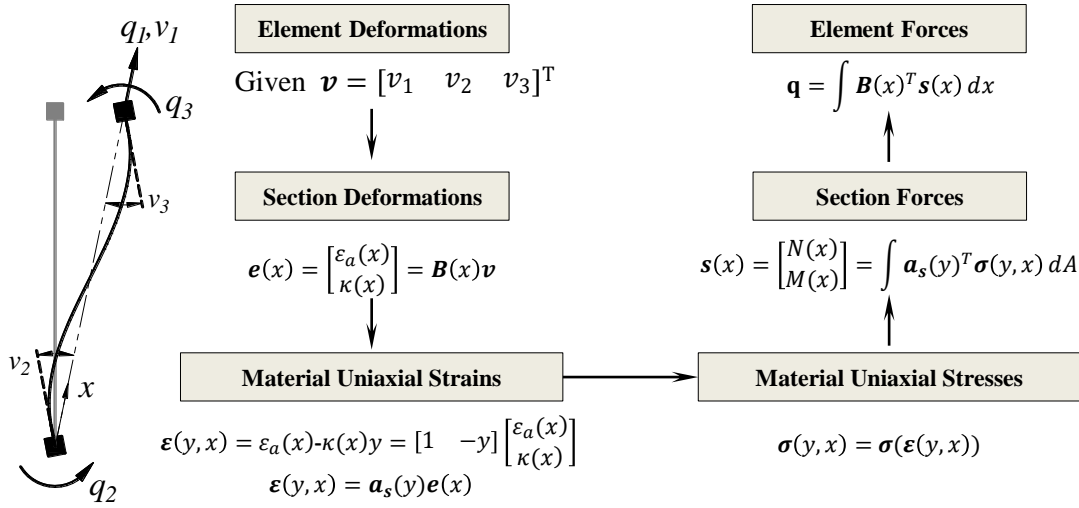 q₁,v₁
q₃
v₃
v₂
x
q₂
Element Deformations
Given 𝒗 = [v₁ v₂ v₃]ᵀ
Section Deformations
𝒆(𝑥) = [𝜀ₐ(𝑥) 𝜅(𝑥)] = 𝑩(𝑥)𝒗
Material Uniaxial Strains
𝜺(𝑦, 𝑥) = 𝜀ₐ(𝑥)-𝜅(𝑥)𝑦 = [1 −𝑦] [𝜀ₐ(𝑥) 𝜅(𝑥)]
𝜺(𝑦, 𝑥) = 𝒂ₛ(𝑦)𝒆(𝑥)
Element Forces
𝐪 = ∫ 𝑩(𝑥)ᵀ𝒔(𝑥) 𝑑𝑥
Section Forces
𝒔(𝑥) = [𝑁(𝑥) 𝑀(𝑥)] = ∫ 𝒂ₛ(𝑦)ᵀ𝝈(𝑦, 𝑥) 𝑑𝐴
Material Uniaxial Stresses
𝝈(𝑦, 𝑥) = 𝝈(𝜺(𝑦, 𝑥))